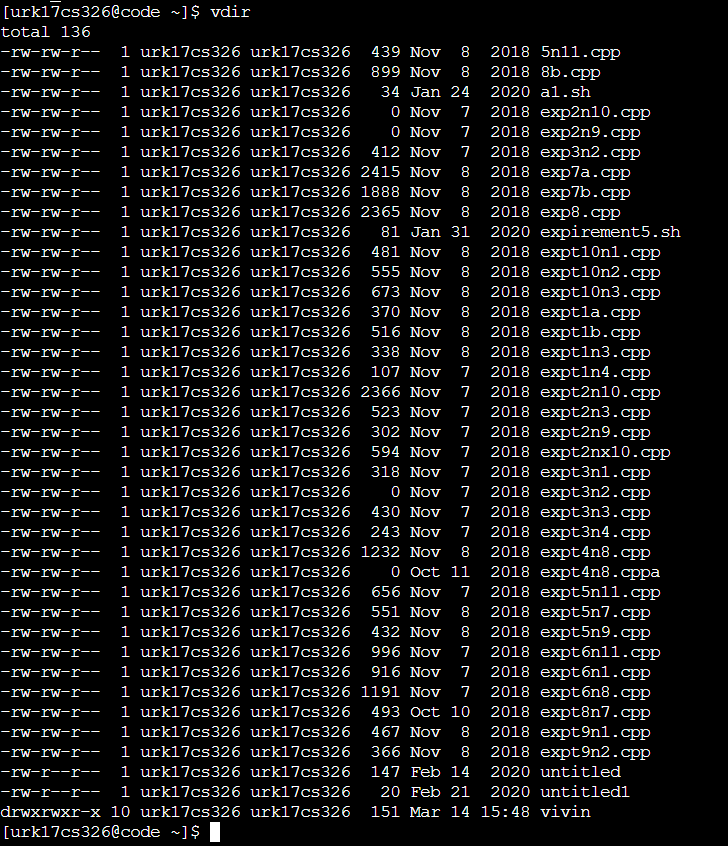 [urk17cs326@code ~]$ vdir
total 136
-rw-rw-r--  1 urk17cs326 urk17cs326  439 Nov  8  2018 5n11.cpp
-rw-rw-r--  1 urk17cs326 urk17cs326  899 Nov  8  2018 8b.cpp
-rw-rw-r--  1 urk17cs326 urk17cs326   34 Jan 24  2020 a1.sh
-rw-rw-r--  1 urk17cs326 urk17cs326    0 Nov  7  2018 exp2n10.cpp
-rw-rw-r--  1 urk17cs326 urk17cs326    0 Nov  7  2018 exp2n9.cpp
-rw-rw-r--  1 urk17cs326 urk17cs326  412 Nov  7  2018 exp3n2.cpp
-rw-rw-r--  1 urk17cs326 urk17cs326 2415 Nov  8  2018 exp7a.cpp
-rw-rw-r--  1 urk17cs326 urk17cs326 1888 Nov  8  2018 exp7b.cpp
-rw-rw-r--  1 urk17cs326 urk17cs326 2365 Nov  8  2018 exp8.cpp
-rw-rw-r--  1 urk17cs326 urk17cs326   81 Jan 31  2020 expirement5.sh
-rw-rw-r--  1 urk17cs326 urk17cs326  481 Nov  8  2018 expt10n1.cpp
-rw-rw-r--  1 urk17cs326 urk17cs326  555 Nov  8  2018 expt10n2.cpp
-rw-rw-r--  1 urk17cs326 urk17cs326  673 Nov  8  2018 expt10n3.cpp
-rw-rw-r--  1 urk17cs326 urk17cs326  370 Nov  8  2018 expt1a.cpp
-rw-rw-r--  1 urk17cs326 urk17cs326  516 Nov  8  2018 expt1b.cpp
-rw-rw-r--  1 urk17cs326 urk17cs326  338 Nov  8  2018 expt1n3.cpp
-rw-rw-r--  1 urk17cs326 urk17cs326  107 Nov  7  2018 expt1n4.cpp
-rw-rw-r--  1 urk17cs326 urk17cs326 2366 Nov  7  2018 expt2n10.cpp
-rw-rw-r--  1 urk17cs326 urk17cs326  523 Nov  7  2018 expt2n3.cpp
-rw-rw-r--  1 urk17cs326 urk17cs326  302 Nov  7  2018 expt2n9.cpp
-rw-rw-r--  1 urk17cs326 urk17cs326  594 Nov  7  2018 expt2nx10.cpp
-rw-rw-r--  1 urk17cs326 urk17cs326  318 Nov  7  2018 expt3n1.cpp
-rw-rw-r--  1 urk17cs326 urk17cs326    0 Nov  7  2018 expt3n2.cpp
-rw-rw-r--  1 urk17cs326 urk17cs326  430 Nov  7  2018 expt3n3.cpp
-rw-rw-r--  1 urk17cs326 urk17cs326  243 Nov  7  2018 expt3n4.cpp
-rw-rw-r--  1 urk17cs326 urk17cs326 1232 Nov  8  2018 expt4n8.cpp
-rw-rw-r--  1 urk17cs326 urk17cs326    0 Oct 11  2018 expt4n8.cppa
-rw-rw-r--  1 urk17cs326 urk17cs326  656 Nov  7  2018 expt5n11.cpp
-rw-rw-r--  1 urk17cs326 urk17cs326  551 Nov  8  2018 expt5n7.cpp
-rw-rw-r--  1 urk17cs326 urk17cs326  432 Nov  8  2018 expt5n9.cpp
-rw-rw-r--  1 urk17cs326 urk17cs326  996 Nov  7  2018 expt6n11.cpp
-rw-rw-r--  1 urk17cs326 urk17cs326  916 Nov  7  2018 expt6n1.cpp
-rw-rw-r--  1 urk17cs326 urk17cs326 1191 Nov  7  2018 expt6n8.cpp
-rw-rw-r--  1 urk17cs326 urk17cs326  493 Oct 10  2018 expt8n7.cpp
-rw-rw-r--  1 urk17cs326 urk17cs326  467 Nov  8  2018 expt9n1.cpp
-rw-rw-r--  1 urk17cs326 urk17cs326  366 Nov  8  2018 expt9n2.cpp
-rw-r--r--  1 urk17cs326 urk17cs326  147 Feb 14  2020 untitled
-rw-r--r--  1 urk17cs326 urk17cs326   20 Feb 21  2020 untitled1
drwxrwxr-x 10 urk17cs326 urk17cs326  151 Mar 14 15:48 vivin
[urk17cs326@code ~]$